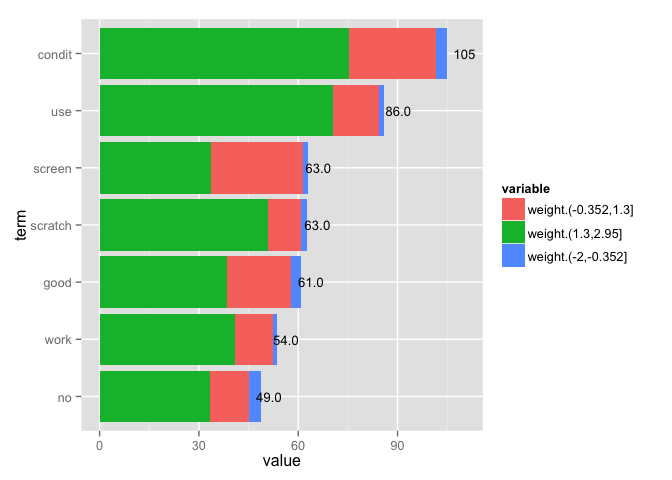 condit
105
use
86.0
screen
63.0
scratch
63.0
good
61.0
work
54.0
no
49.0
0 30 60 90
value
term
variable
weight.(-0.352,1.3]
weight.(1.3,2.95]
weight.(-2,-0.352]